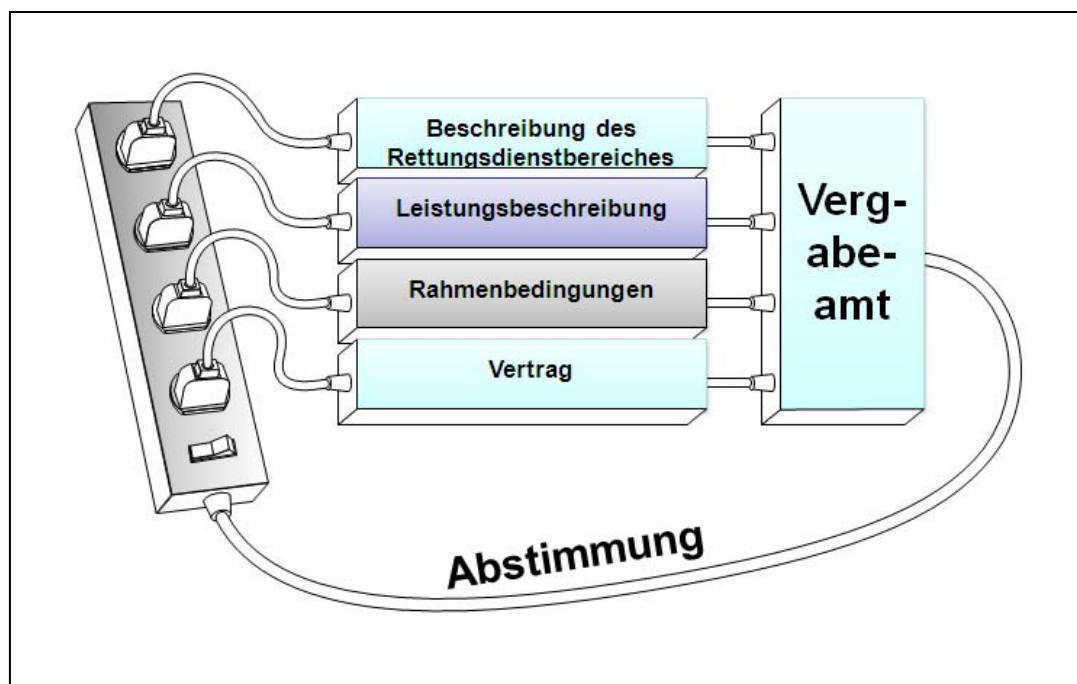 Beschreibung des
Rettungsdienstbereiches
Leistungsbeschreibung
Rahmenbedingungen
Vertrag
Verg-
abe-
amt
Abstimmung